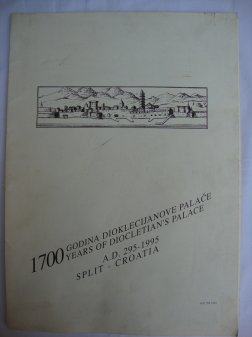 1700 GODINA DIOKLECIJANOVE PALAČE
YEARS OF DIOCLETIAN'S PALACE
A.D. 295-1995
SPLIT - CROATIA